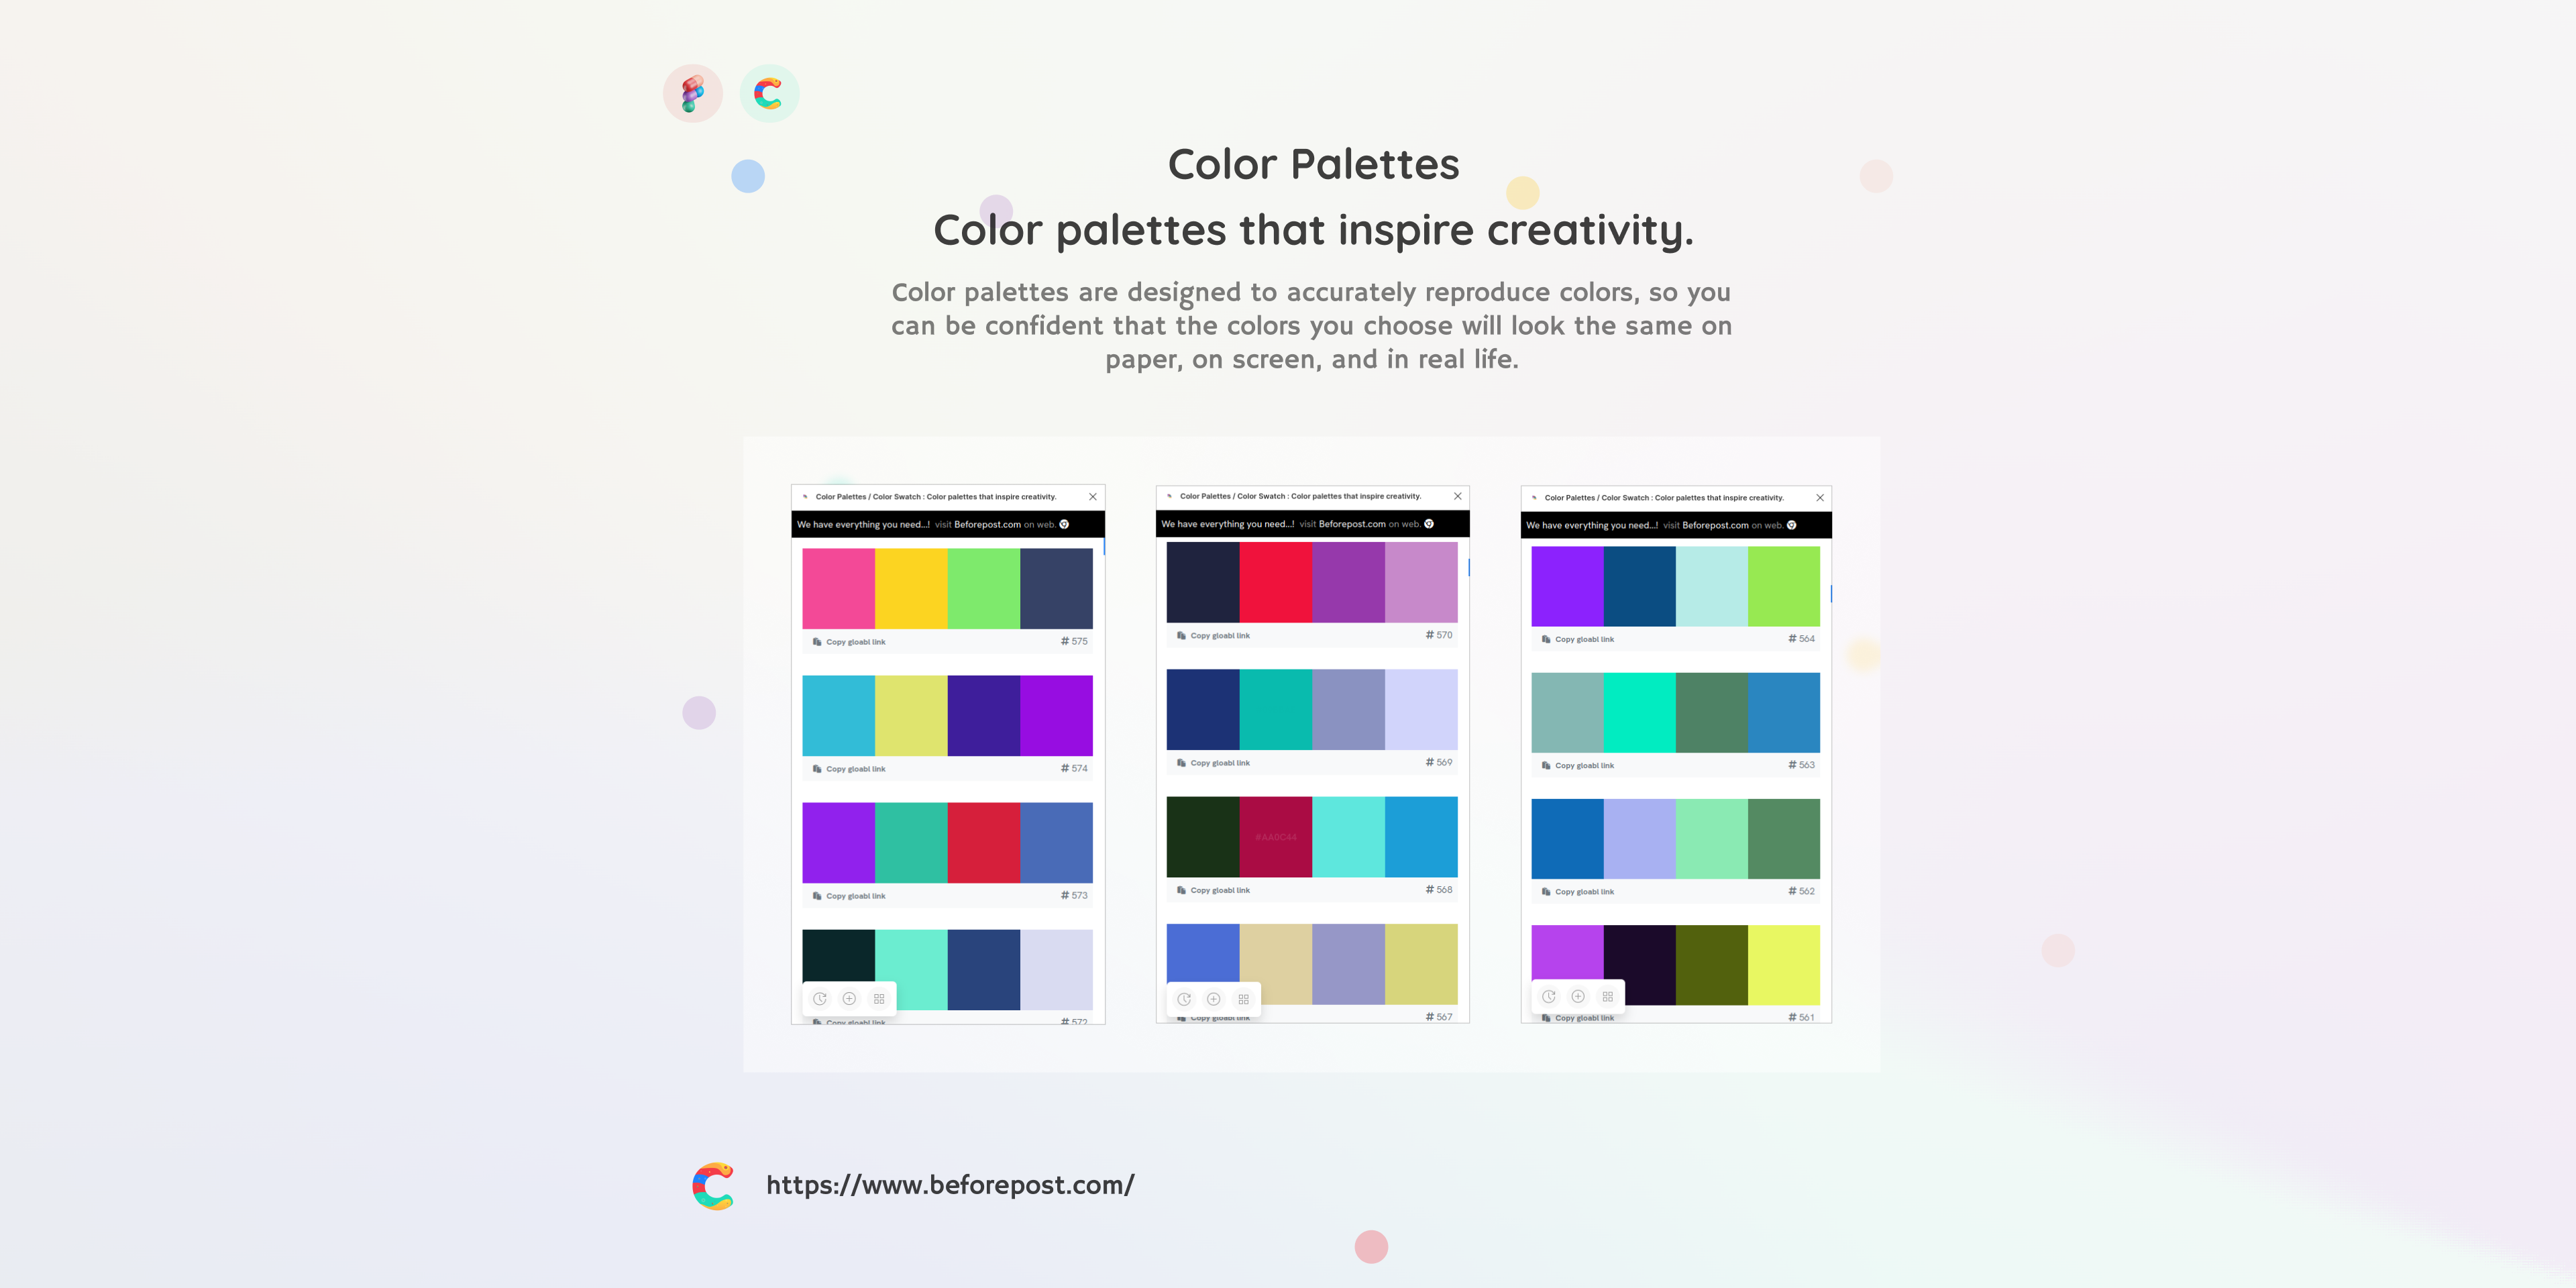 Color Palettes
Color palettes that inspire creativity.
Color palettes are designed to accurately reproduce colors, so you
can be confident that the colors you choose will look the same on
paper, on screen, and in real life.
Color Palettes / Color Swatch : Color palettes that inspire creativity.
We have everything you need...! visit Beforepost.com on web.
Copy gloabl link # 575
Copy gloabl link # 574
Copy gloabl link # 573
Copy gloabl link # 572
Color Palettes / Color Swatch : Color palettes that inspire creativity.
We have everything you need...! visit Beforepost.com on web.
Copy gloabl link # 570
Copy gloabl link # 569
#AA0C44
Copy gloabl link # 568
Copy gloabl link # 567
Color Palettes / Color Swatch : Color palettes that inspire creativity.
We have everything you need...! visit Beforepost.com on web.
Copy gloabl link # 564
Copy gloabl link # 563
Copy gloabl link # 562
Copy gloabl link # 561
https://www.beforepost.com/